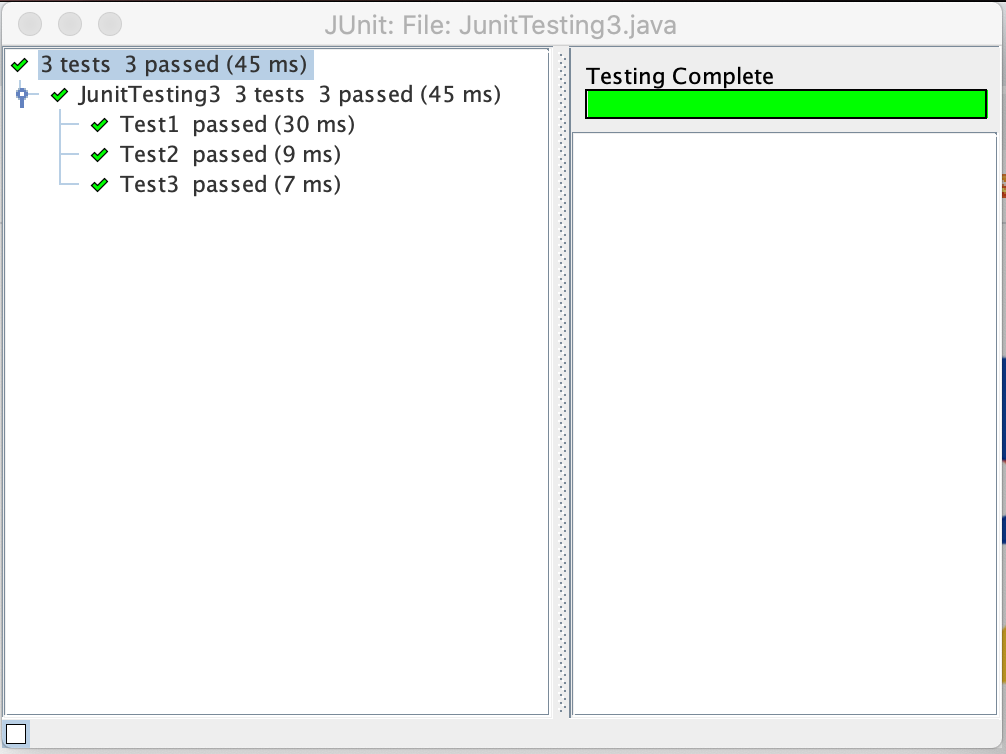 JUnit: File: JunitTesting3.java
3 tests  3 passed (45 ms)
JunitTesting3  3 tests  3 passed (45 ms)
Test1  passed (30 ms)
Test2  passed (9 ms)
Test3  passed (7 ms)
Testing Complete